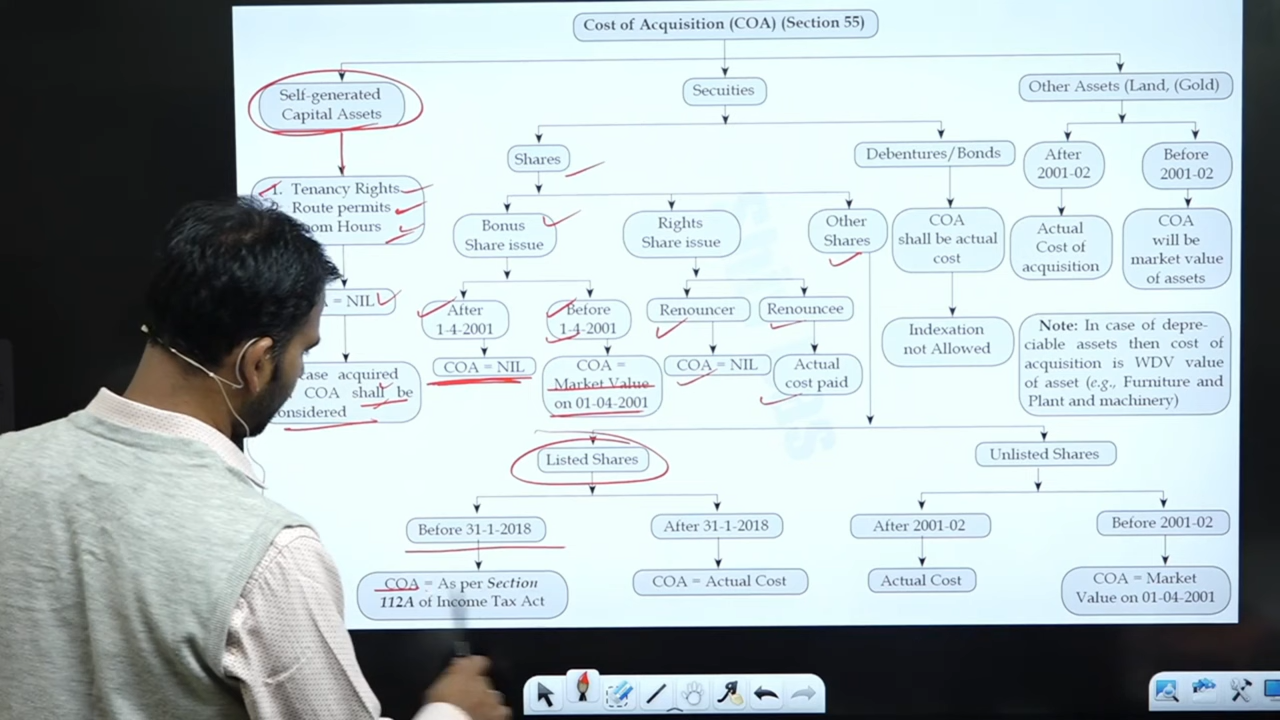 Cost of Acquisition (COA) (Section 55)
Self-generated
Capital Assets
Secuities
Other Assets (Land, (Gold)
Shares
Debentures/Bonds
After
2001-02
Before
2001-02
1. Tenancy Rights
2. Route permits
oom Hours
Bonus
Share issue
Rights
Share issue
Other
Shares
COA
shall be actual
cost
Actual
Cost of
acquisition
COA
will be
market value
of assets
= NIL
After
1-4-2001
Before
1-4-2001
Renouncer
Renouncee
Indexation
not Allowed
Note: In case of depre-
ciable assets then cost of
acquisition is WDV value
of asset (e.g., Furniture and
Plant and machinery)
COA = NIL
COA =
Market Value
on 01-04-2001
COA = NIL
Actual
cost paid
case acquired
COA shall be
onsidered
Listed Shares
Unlisted Shares
Before 31-1-2018
After 31-1-2018
After 2001-02
Before 2001-02
COA = As per Section
112A of Income Tax Act
COA = Actual Cost
Actual Cost
COA = Market
Value on 01-04-2001